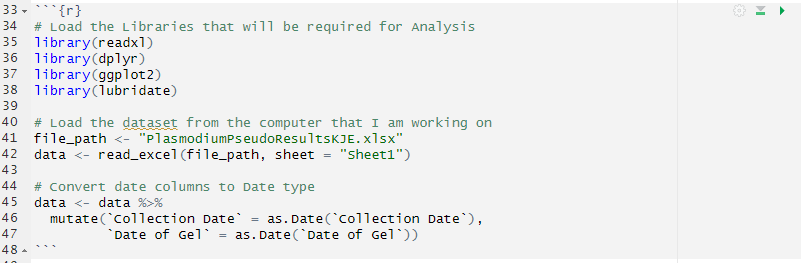 33 ```{r}
34 # Load the Libraries that will be required for Analysis
35 library(readxl)
36 library(dplyr)
37 library(ggplot2)
38 library(lubridate)
39
40 # Load the dataset from the computer that I am working on
41 file_path <- "PlasmodiumPseudoResultsKJE.xlsx"
42 data <- read_excel(file_path, sheet = "Sheet1")
43
44 # Convert date columns to Date type
45 data <- data %>%
46   mutate(`Collection Date` = as.Date(`Collection Date`),
47          `Date of Gel` = as.Date(`Date of Gel`))
48 ```